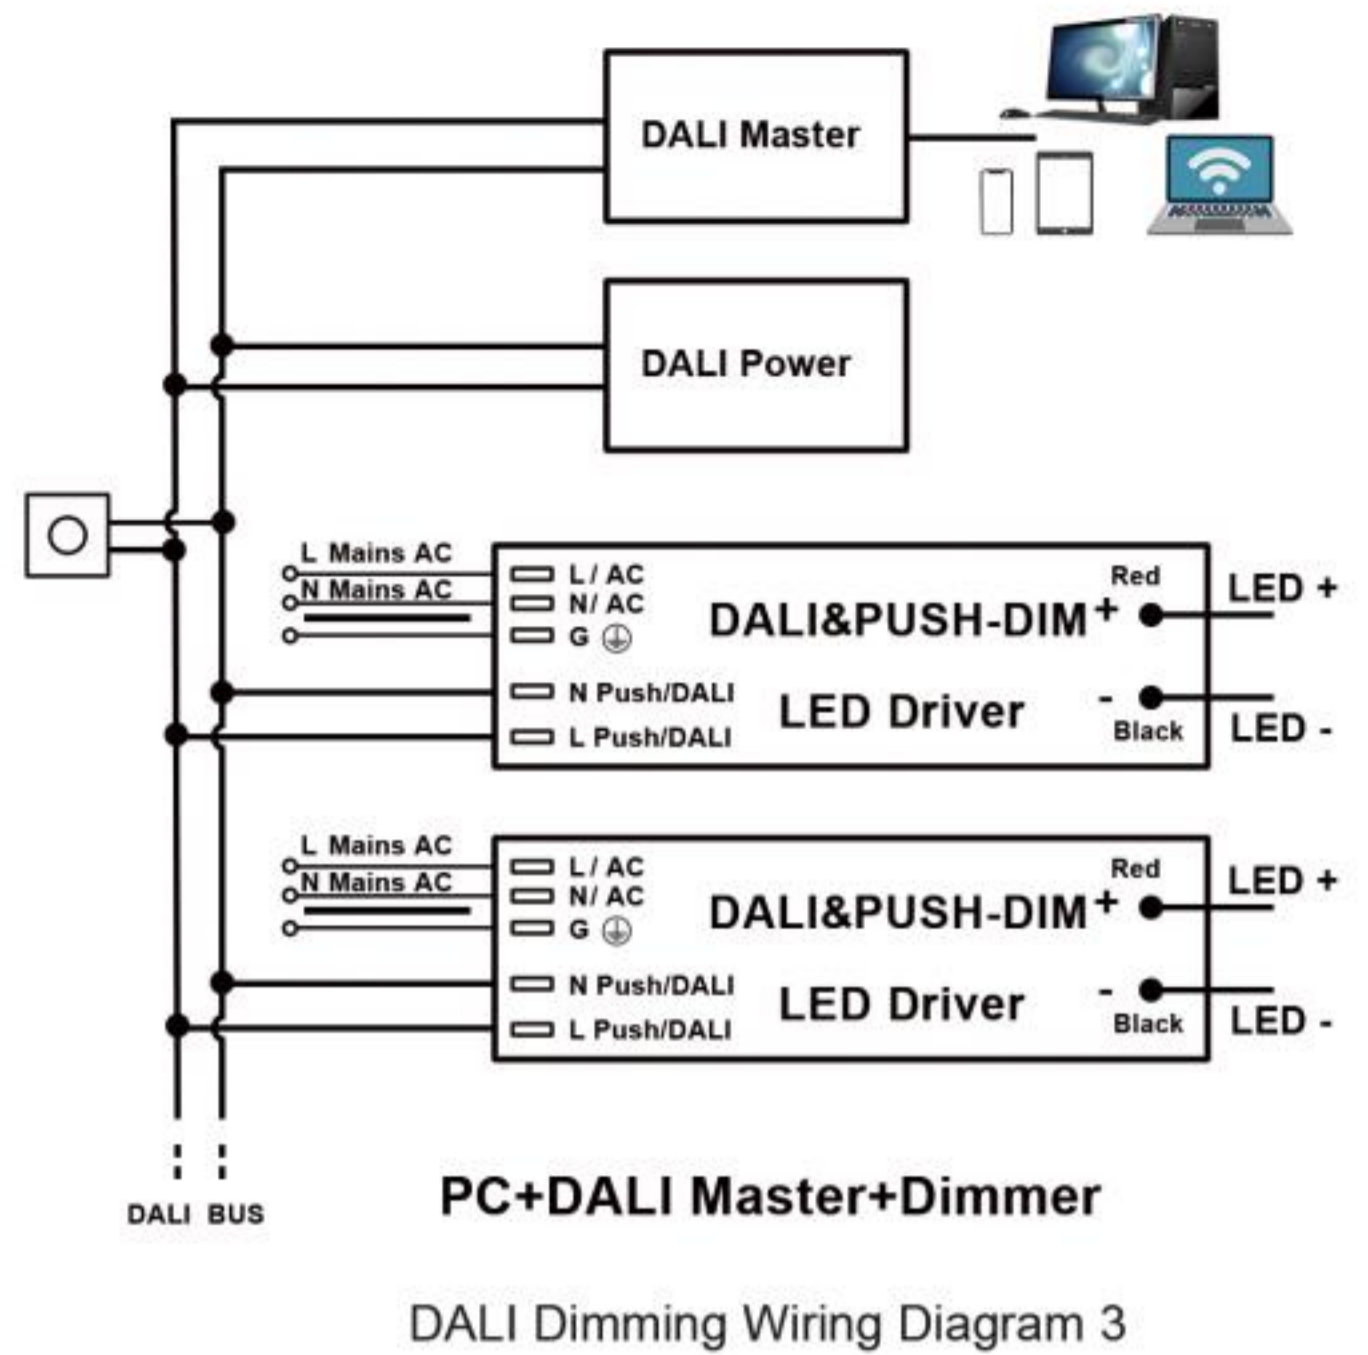 DALI Master
DALI Power
L Mains AC
N Mains AC
L / AC
N/ AC
G
N Push/DALI
L Push/DALI
DALI&PUSH-DIM
LED Driver
Red
+
-
Black
LED +
LED -
L Mains AC
N Mains AC
L / AC
N/ AC
G
N Push/DALI
L Push/DALI
DALI&PUSH-DIM
LED Driver
Red
+
-
Black
LED +
LED -
DALI BUS
PC+DALI Master+Dimmer
DALI Dimming Wiring Diagram 3